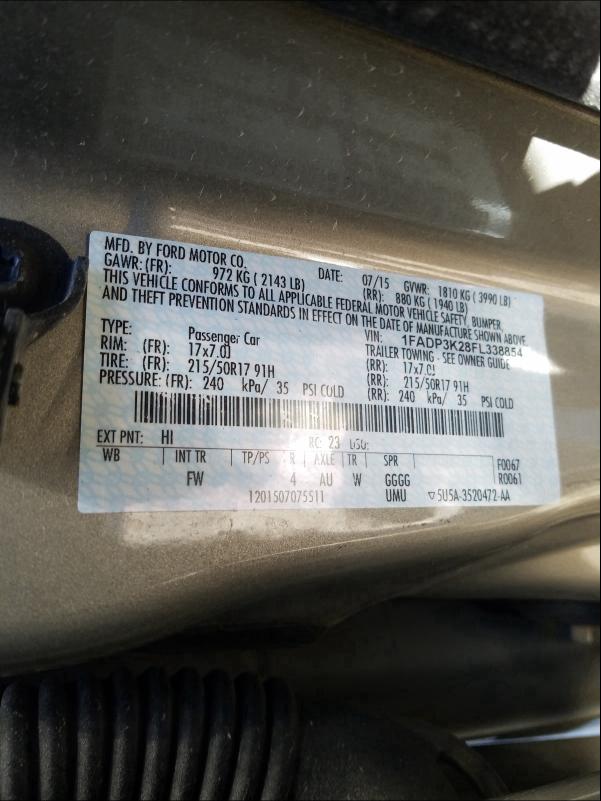 MFD. BY FORD MOTOR CO.
DATE: 07/15 GVWR: 1810 KG ( 3990 LB)
GAWR: (FR): 972 KG ( 2143 LB) (RR): 880 KG ( 1940 LB)
THIS VEHICLE CONFORMS TO ALL APPLICABLE FEDERAL MOTOR VEHICLE SAFETY, BUMPER,
AND THEFT PREVENTION STANDARDS IN EFFECT ON THE DATE OF MANUFACTURE SHOWN ABOVE.
VIN: 1FADP3K28FL338854
TYPE: Passenger Car TRAILER TOWING - SEE OWNER GUIDE
RIM: (FR): 17x7.0J (RR): 17x7.0J
TIRE: (FR): 215/50R17 91H (RR): 215/50R17 91H
PRESSURE: (FR): 240 kPa/ 35 PSI COLD (RR): 240 kPa/ 35 PSI COLD
EXT PNT: HI RC: 23 DSO:
WB INT TR TP/PS R AXLE TR SPR F0067
FW 4 AU W GGGG R0061
1201507075511 UMU ▽5U5A-3520472-AA